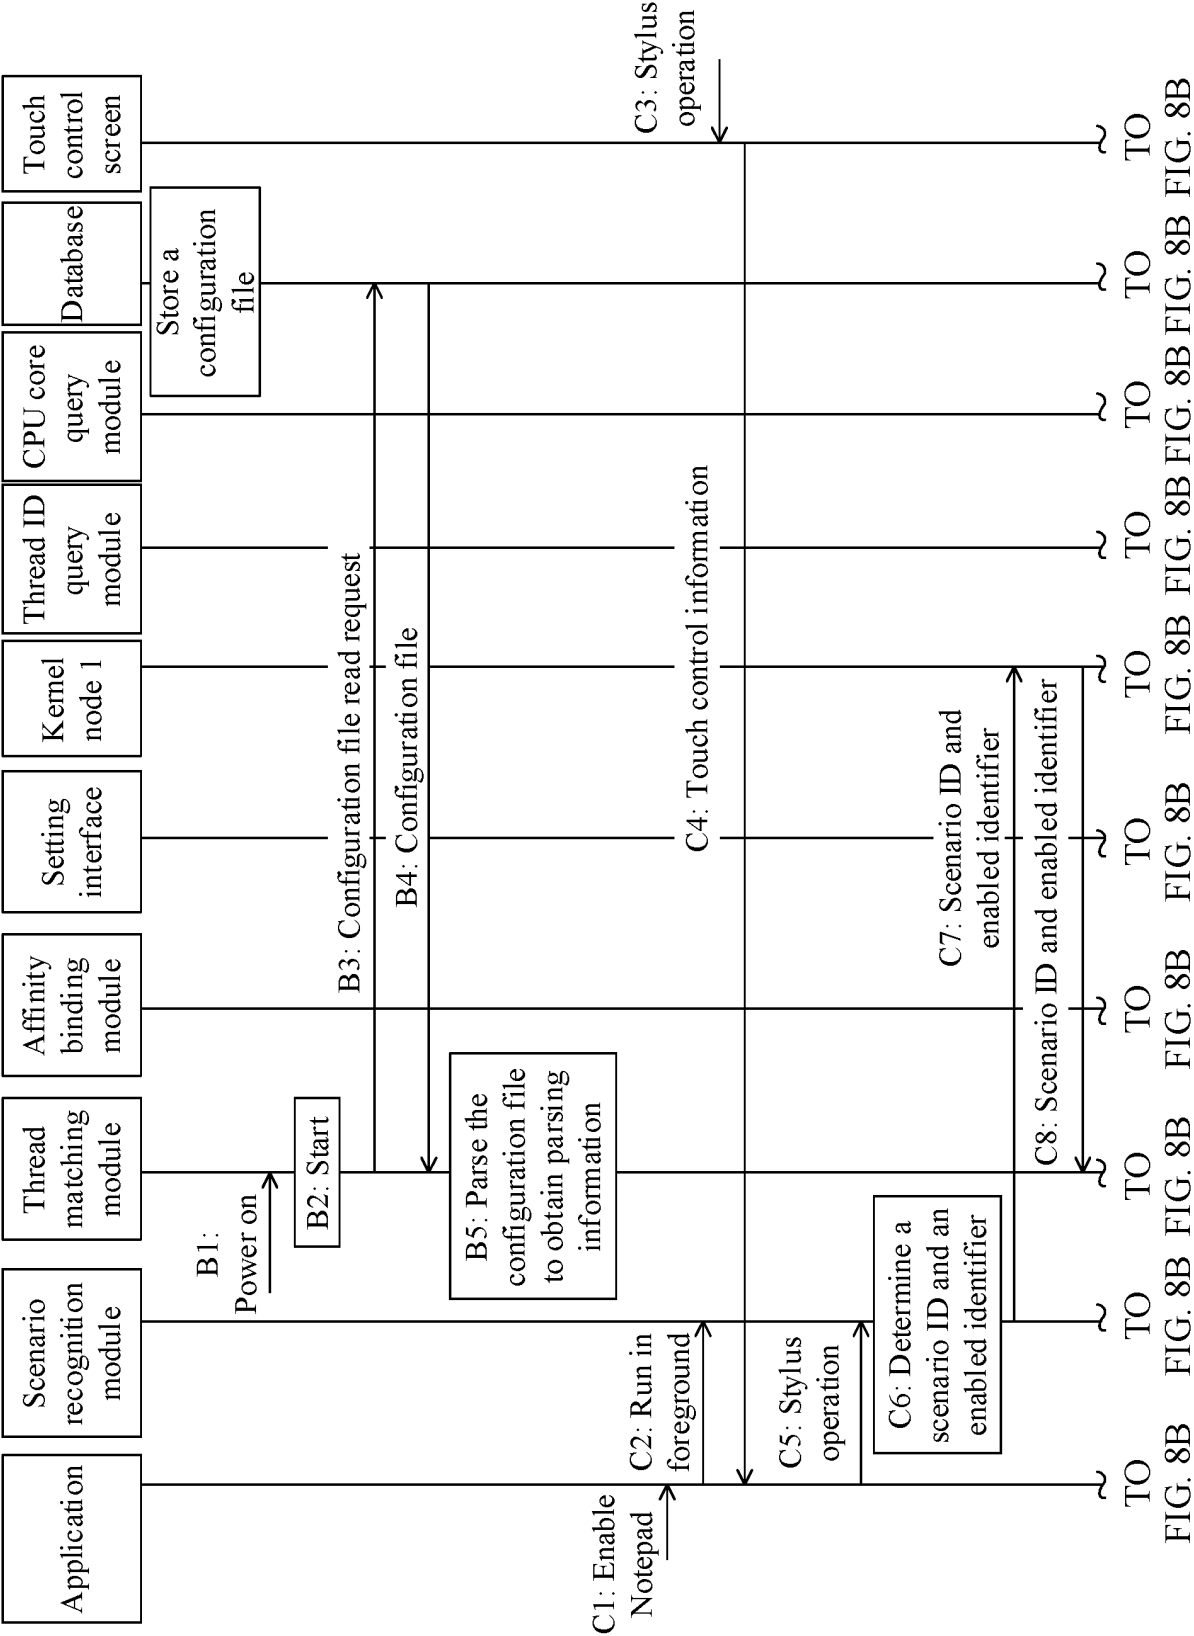 Application
Scenario
recognition
module
Thread
matching
module
Affinity
binding
module
Setting
interface
Kernel
node 1
Thread ID
query
module
CPU core
query
module
Database
Touch
control
screen
Store a
configuration
file
B1:
Power on
B2: Start
B3: Configuration file read request
B4: Configuration file
B5: Parse the
configuration file
to obtain parsing
information
C1: Enable
Notepad
C2: Run in
foreground
C3: Stylus
operation
C4: Touch control information
C5: Stylus
operation
C6: Determine a
scenario ID and an
enabled identifier
C7: Scenario ID and
enabled identifier
C8: Scenario ID and enabled identifier
TO
FIG. 8B
TO
FIG. 8B
TO
FIG. 8B
TO
FIG. 8B
TO
FIG. 8B
TO
FIG. 8B
TO
FIG. 8B
TO
FIG. 8B
TO
FIG. 8B
TO
FIG. 8B